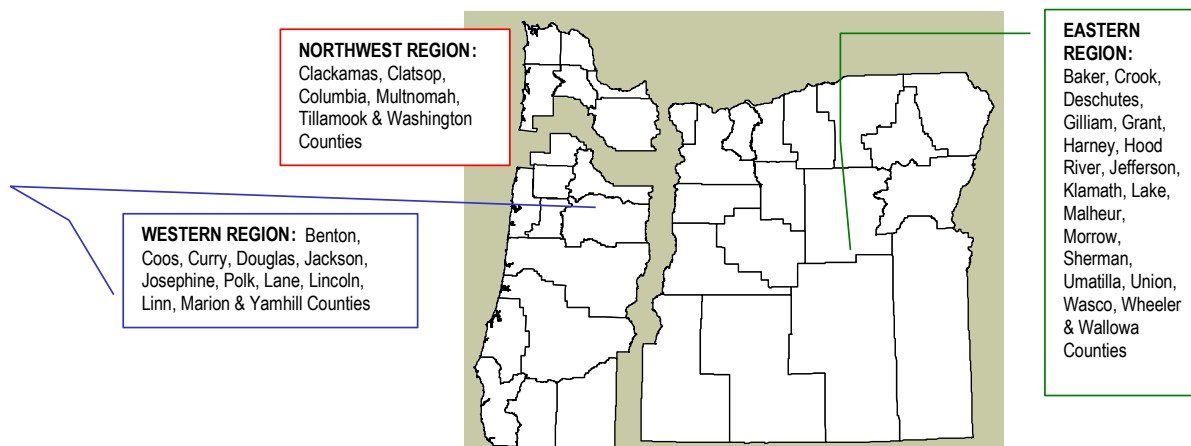 NORTHWEST REGION:
Clackamas, Clatsop,
Columbia, Multnomah,
Tillamook & Washington
Counties
WESTERN REGION: Benton,
Coos, Curry, Douglas, Jackson,
Josephine, Polk, Lane, Lincoln,
Linn, Marion & Yamhill Counties
EASTERN
REGION:
Baker, Crook,
Deschutes,
Gilliam, Grant,
Harney, Hood
River, Jefferson,
Klamath, Lake,
Malheur,
Morrow,
Sherman,
Umatilla, Union,
Wasco, Wheeler
& Wallowa
Counties